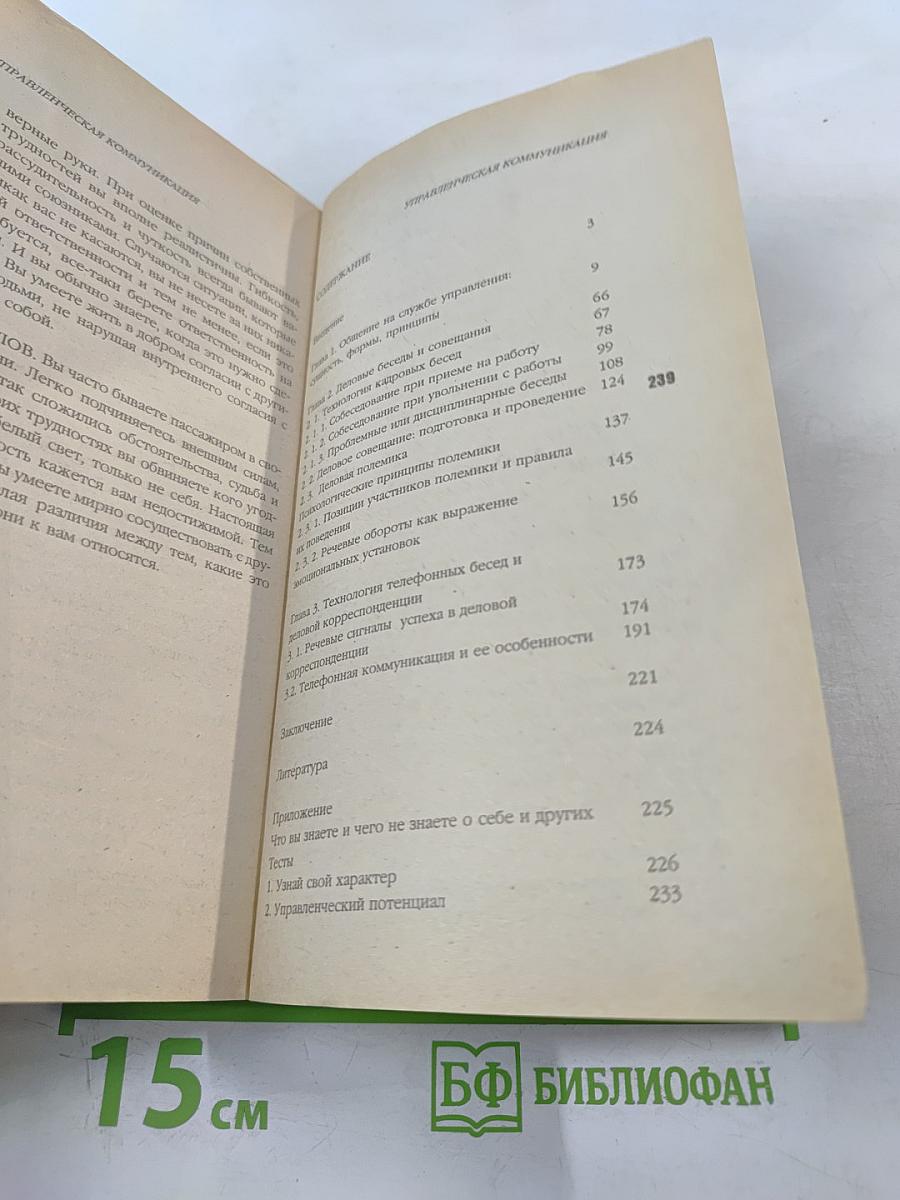 УПРАВЛЕНЧЕСКАЯ КОММУНИКАЦИЯ
верные руки. При оценке причин собственных
трудностей вы вполне реалистичны. Гибкость,
рассудительность и чуткость всегда бывают ва-
шими союзниками. Случаются ситуации, которые
никак вас не касаются, вы не несете за них ника-
й ответственности и тем не менее, если это
буется, все-таки берете ответственность на
. И вы обычно знаете, когда это нужно сде-
Вы умеете жить в добром согласии с други-
юдьми, не нарушая внутреннего согласия с
собой.
ЛОВ. Вы часто бываете пассажиром в сво-
ни. Легко подчиняетесь внешним силам,
так сложились обстоятельства, судьба и
оих трудностях вы обвиняете кого угод-
белый свет, только не себя. Настоящая
ость кажется вам недостижимой. Тем
ы умеете мирно сосуществовать с дру-
лая различия между тем, какие это
они к вам относятся.
УПРАВЛЕНЧЕСКАЯ КОММУНИКАЦИЯ
СОДЕРЖАНИЕ
Введение 3
Глава 1. Общение на службе управления:
сущность, формы, принципы 9
Глава 2. Деловые беседы и совещания 66
2. 1. Технология кадровых бесед 67
2. 1. 1. Собеседование при приеме на работу 78
2. 1. 2. Собеседование при увольнении с работы 99
2. 1. 3. Проблемные или дисциплинарные беседы 108
2. 2. Деловое совещание: подготовка и проведение 124
2. 3. Деловая полемика
Психологические принципы полемики 137
2. 3. 1. Позиции участников полемики и правила
их поведения 145
2. 3. 2. Речевые обороты как выражение
эмоциональных установок 156
Глава 3. Технология телефонных бесед и
деловой корреспонденции 173
3. 1. Речевые сигналы успеха в деловой
корреспонденции 174
3.2. Телефонная коммуникация и ее особенности 191
Заключение 221
Литература 224
Приложение
Что вы знаете и чего не знаете о себе и других 225
Тесты
1. Узнай свой характер 226
2. Управленческий потенциал 233
239
15 см
БФ БИБЛИОФАН